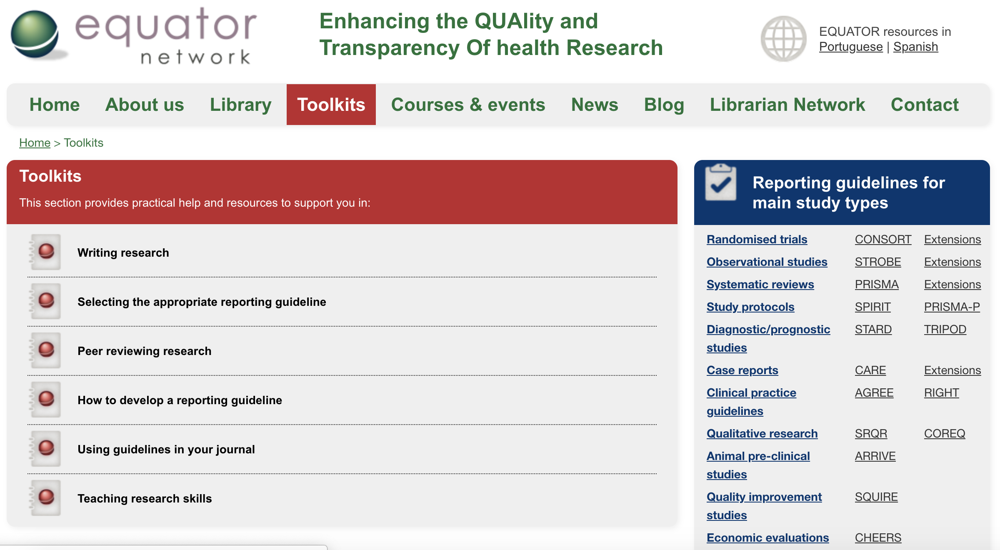 equator
network
Enhancing the QUAlity and
Transparency Of health Research
EQUATOR resources in
Portuguese | Spanish
Home About us Library Toolkits Courses & events News Blog Librarian Network Contact
Home > Toolkits
Toolkits
This section provides practical help and resources to support you in:
Writing research
Selecting the appropriate reporting guideline
Peer reviewing research
How to develop a reporting guideline
Using guidelines in your journal
Teaching research skills
Reporting guidelines for
main study types
Randomised trials CONSORT Extensions
Observational studies STROBE Extensions
Systematic reviews PRISMA Extensions
Study protocols SPIRIT PRISMA-P
Diagnostic/prognostic STARD TRIPOD
studies
Case reports CARE Extensions
Clinical practice AGREE RIGHT
guidelines
Qualitative research SRQR COREQ
Animal pre-clinical ARRIVE
studies
Quality improvement SQUIRE
studies
Economic evaluations CHEERS